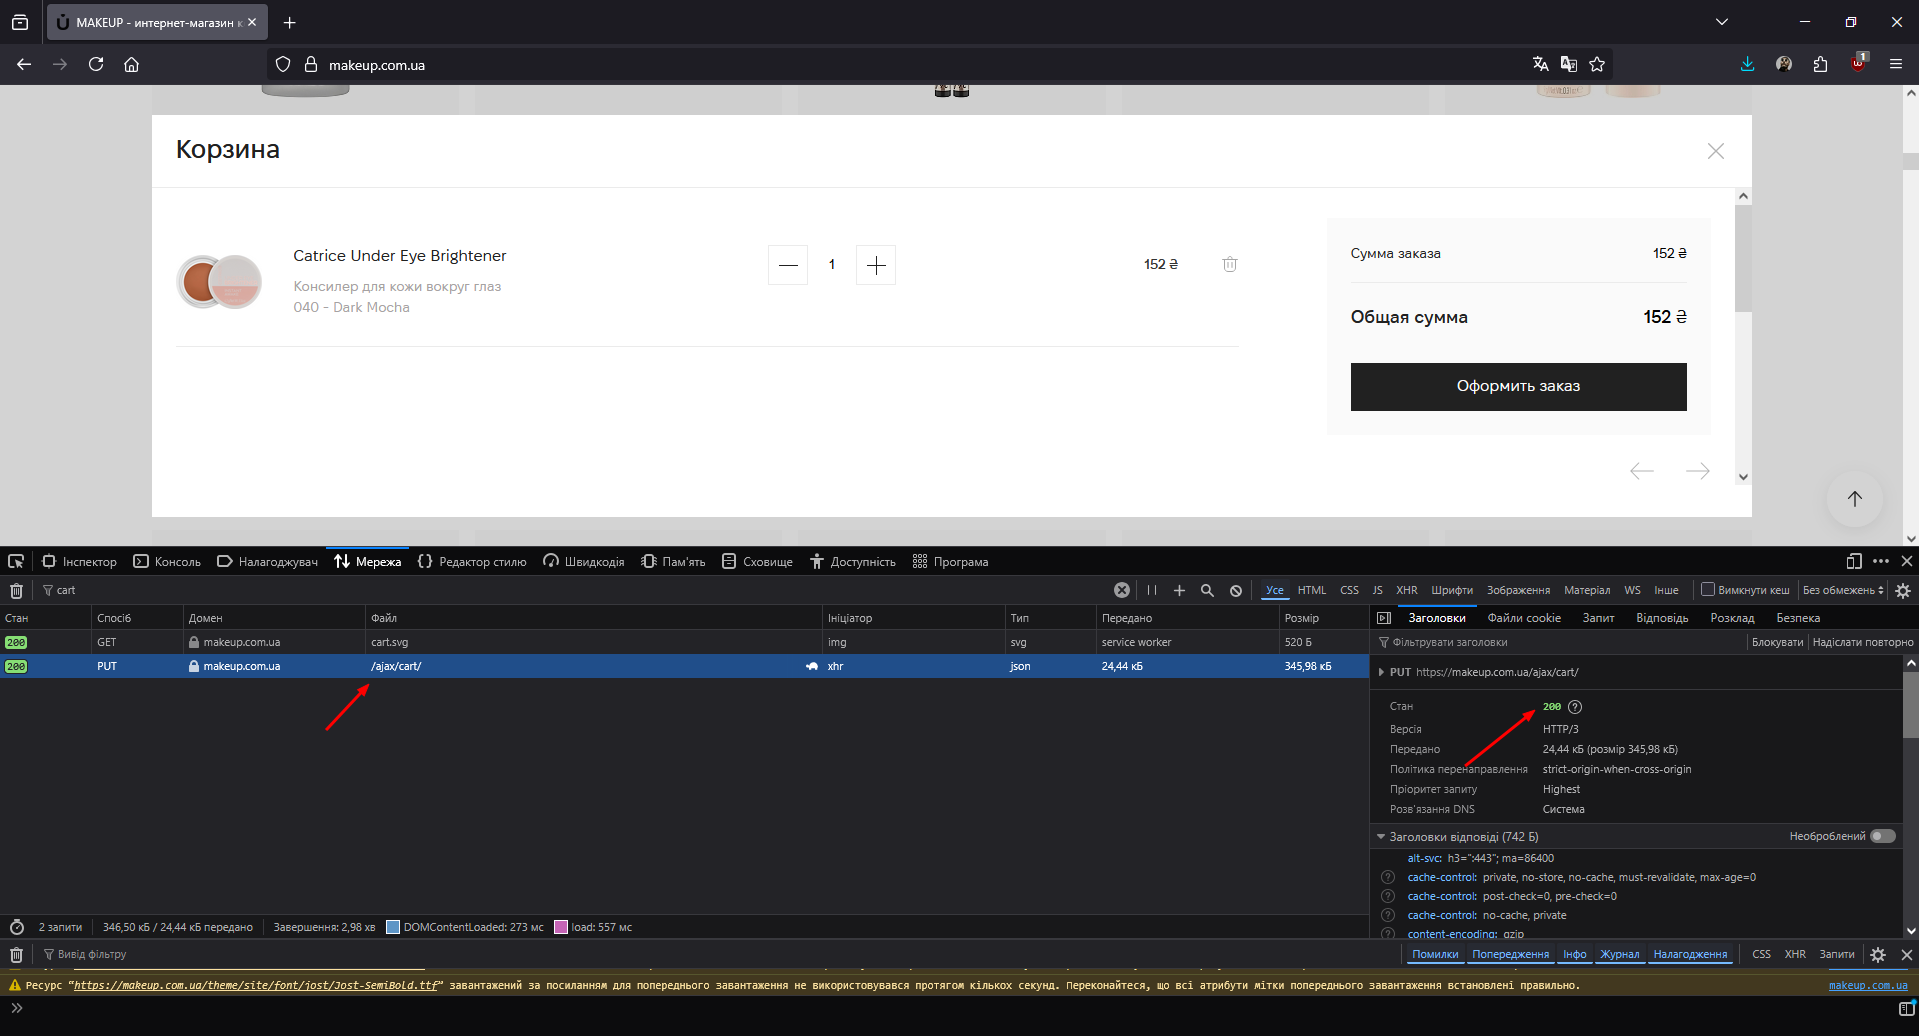 MAKEUP - интернет-магазин к
makeup.com.ua
1
Корзина
Catrice Under Eye Brightener
Консилер для кожи вокруг глаз
040 - Dark Mocha
1
152 ₴
Сумма заказа 152 ₴
Общая сумма 152 ₴
Оформить заказ
Інспектор Консоль Налагоджувач Мережа Редактор стилю Швидкодія Пам'ять Сховище Доступність Програма
cart Усе HTML CSS JS XHR Шрифти Зображення Матеріал WS Інше Вимкнути кеш Без обмежень
Стан Спосіб Домен Файл Ініціатор Тип Передано Розмір
200 GET makeup.com.ua cart.svg img svg service worker 520 Б
200 PUT makeup.com.ua /ajax/cart/ xhr json 24,44 кБ 345,98 кБ
Заголовки Файли cookie Запит Відповідь Розклад Безпека
Фільтрувати заголовки Блокувати Надіслати повторно
PUT https://makeup.com.ua/ajax/cart/
Стан 200
Версія HTTP/3
Передано 24,44 кБ (розмір 345,98 кБ)
Політика перенаправлення strict-origin-when-cross-origin
Пріоритет запиту Highest
Розв'язання DNS Система
Заголовки відповіді (742 Б) Необроблений
alt-svc: h3=":443"; ma=86400
cache-control: private, no-store, no-cache, must-revalidate, max-age=0
cache-control: post-check=0, pre-check=0
cache-control: no-cache, private
content-encoding: gzip
2 запити 346,50 кБ / 24,44 кБ передано Завершення: 2,98 хв DOMContentLoaded: 273 мс load: 557 мс
Вивід фільтру Помилки Попередження Інфо Журнал Налагодження CSS XHR Запити
Ресурс "https://makeup.com.ua/theme/site/font/jost/Jost-SemiBold.ttf" завантажений за посиланням для попереднього завантаження не використовувався протягом кількох секунд. Переконайтеся, що всі атрибути мітки попереднього завантаження встановлені правильно. makeup.com.ua